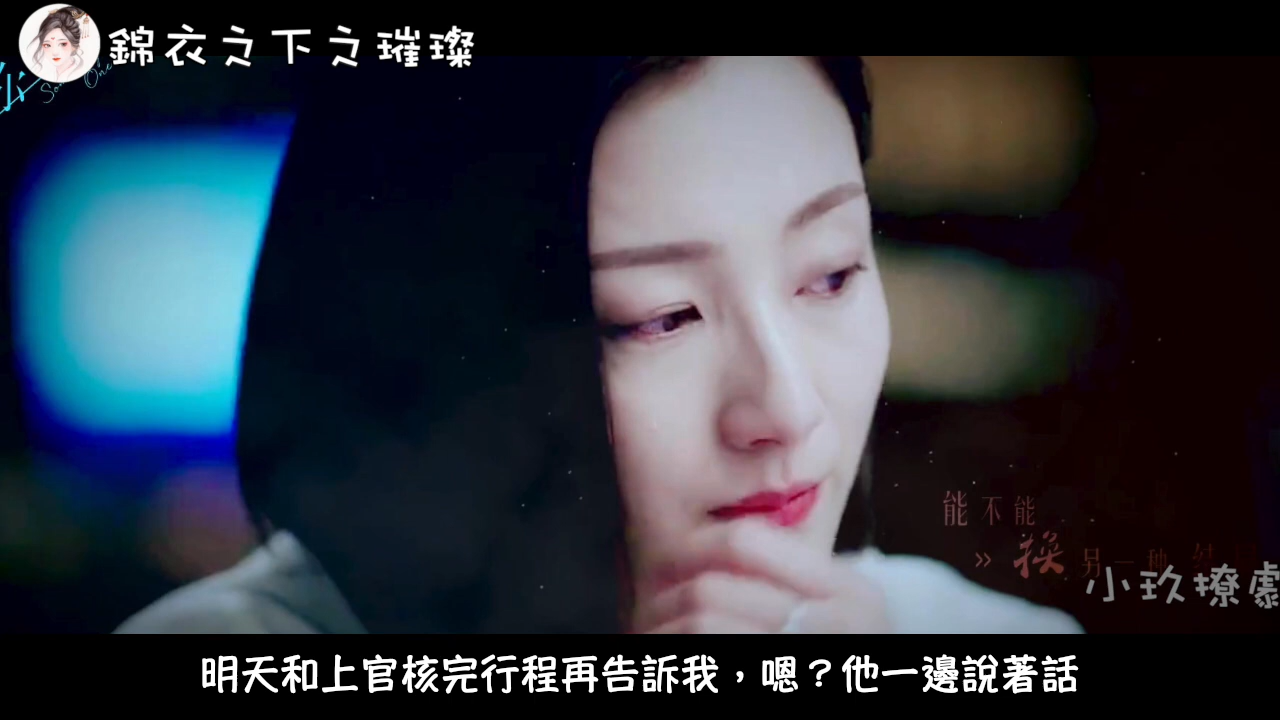 錦衣之下之璀璨
能不能
» 換另一种
小玖撩劇
明天和上官核完行程再告訴我，嗯？他一邊說著話